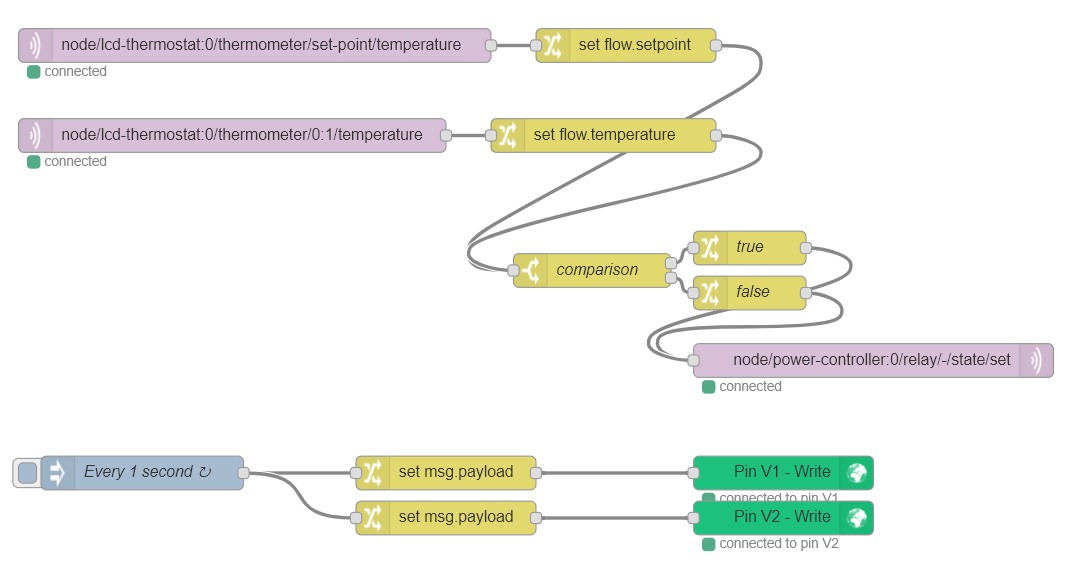 node/lcd-thermostat:0/thermometer/set-point/temperature
set flow.setpoint
connected
node/lcd-thermostat:0/thermometer/0:1/temperature
set flow.temperature
connected
true
comparison
false
node/power-controller:0/relay/-/state/set
connected
Every 1 second ↻
set msg.payload
Pin V1 - Write
connected to pin V1
set msg.payload
Pin V2 - Write
connected to pin V2